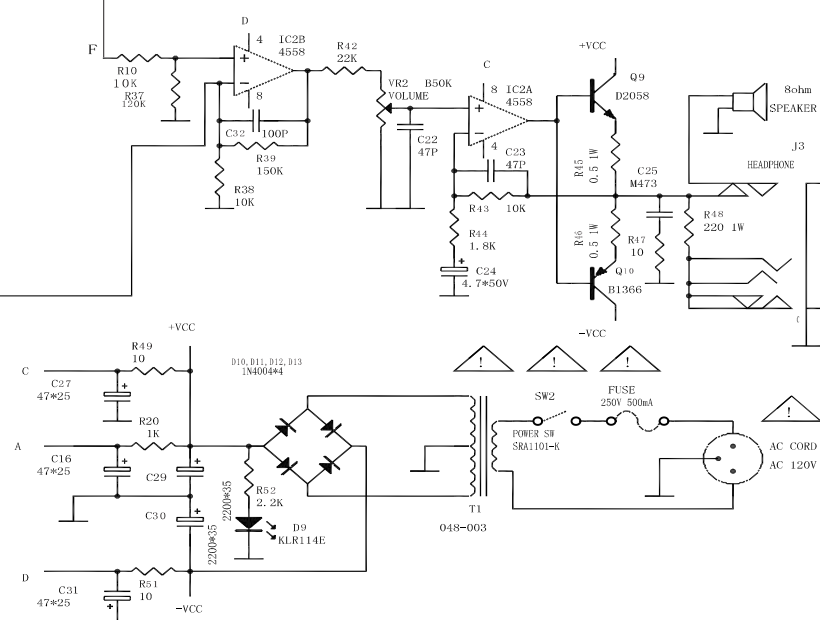 D
F
4
IC2B
4558
+
−
8
R10
10K
R37
120K
C32
100P
R39
150K
R38
10K
R42
22K
VR2
VOLUME
B50K
C22
47P
C
8
IC2A
4558
+
−
4
C23
47P
R43
10K
R44
1.8K
+
C24
4.7*50V
+VCC
Q9
D2058
R45
0.5 1W
R46
0.5 1W
C25
M473
R47
10
Q10
B1366
−VCC
R48
220 1W
8ohm
SPEAKER
J3
HEADPHONE
(
+VCC
C
R49
10
C27
47*25
+
R20
1K
A
C16
47*25
+
C29
+
2200*35
C30
+
2200*35
D
R51
10
C31
47*25
+
−VCC
D10,D11,D12,D13
1N4004*4
R52
2.2K
D9
KLR114E
T1
048-003
!
!
!
!
SW2
POWER SW
SRA1101-K
FUSE
250V 500mA
AC CORD
AC 120V